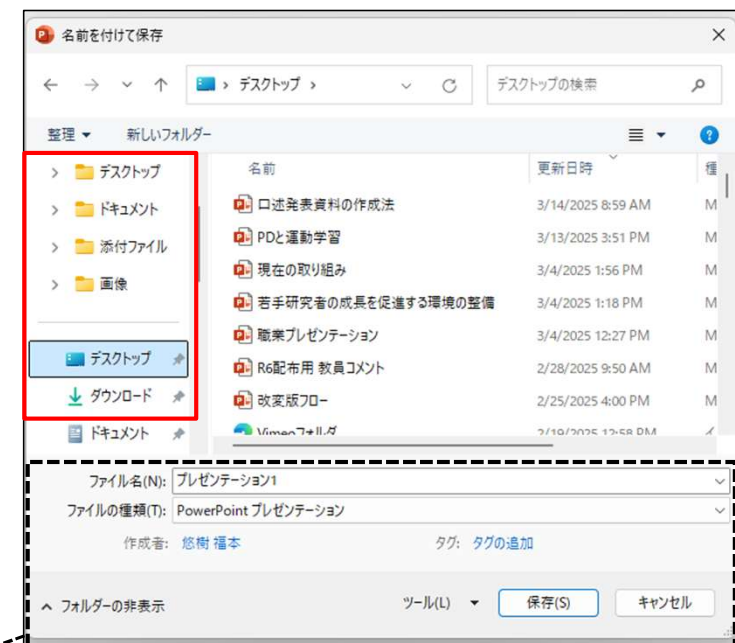 名前を付けて保存
デスクトップ
デスクトップの検索
整理 新しいフォルダー
名前 更新日時 種
デスクトップ
ドキュメント
添付ファイル
画像
デスクトップ
ダウンロード
ドキュメント
口述発表資料の作成法 3/14/2025 8:59 AM M
PDと運動学習 3/13/2025 3:51 PM M
現在の取り組み 3/4/2025 1:56 PM M
若手研究者の成長を促進する環境の整備 3/4/2025 1:18 PM M
職業プレゼンテーション 3/4/2025 12:27 PM M
R6配布用 教員コメント 2/28/2025 9:50 AM M
改変版フロー 2/25/2025 4:00 PM M
Vimeoフォルダ 2/19/2025 12:58 PM
ファイル名(N): プレゼンテーション1
ファイルの種類(T): PowerPoint プレゼンテーション
作成者: 悠樹 福本 タグ: タグの追加
フォルダーの非表示 ツール(L) 保存(S) キャンセル